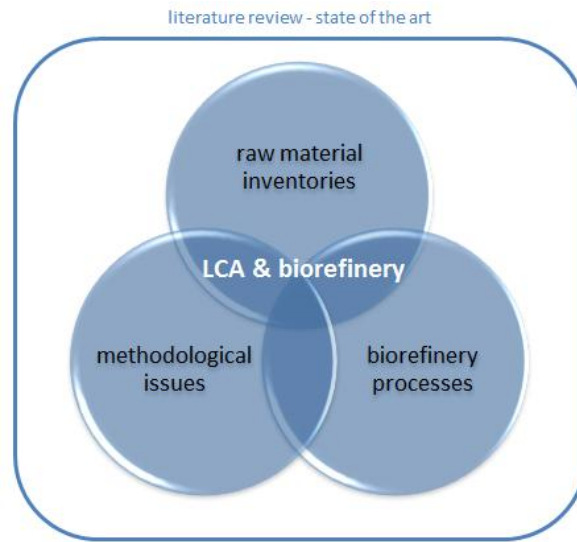 literature review - state of the art
raw material
inventories
LCA & biorefinery
methodological
issues
biorefinery
processes